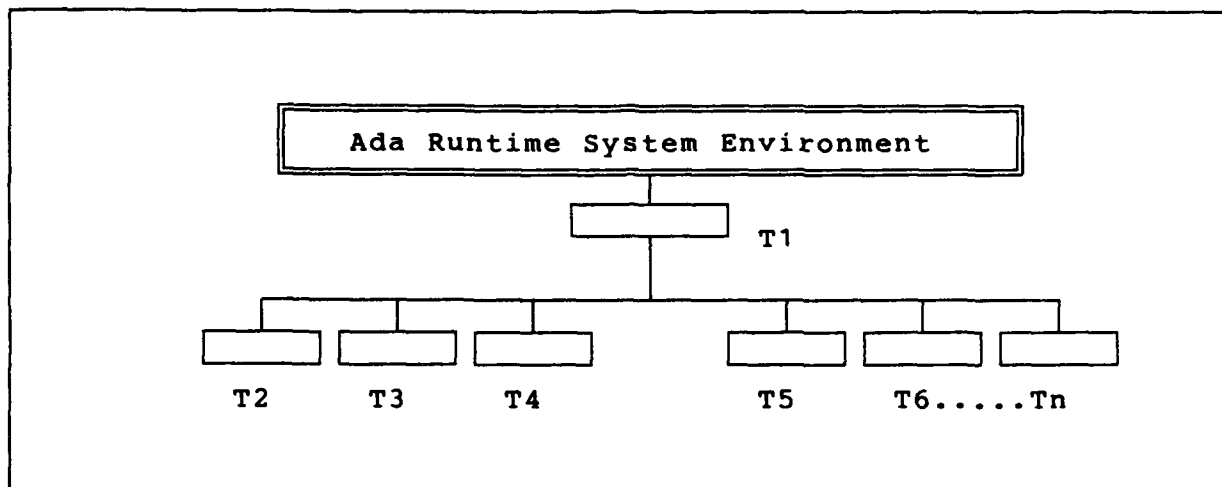 Ada Runtime System Environment
T1
T2 T3 T4 T5 T6.....Tn